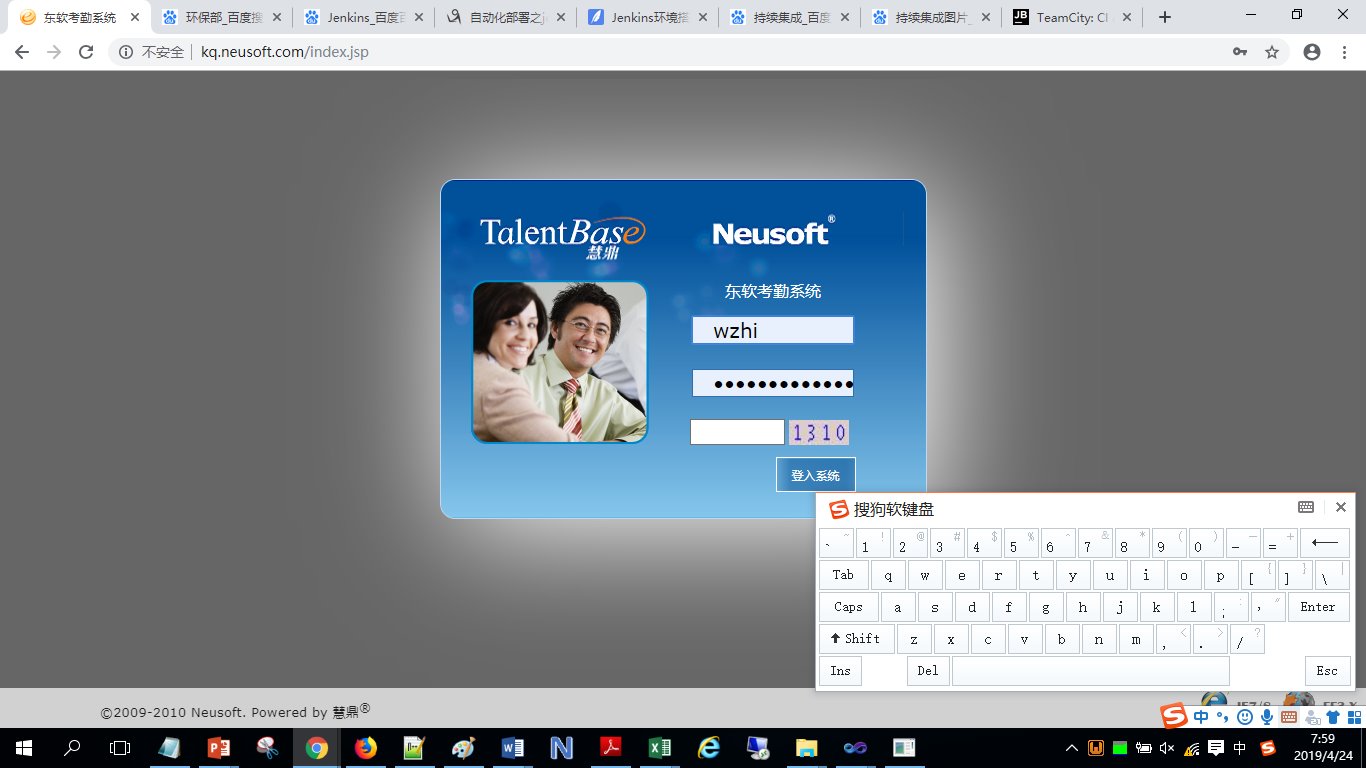 东软考勤系统
环保部_百度搜
Jenkins_百度百
自动化部署之je
Jenkins环境搭
持续集成_百度
持续集成图片_
JB TeamCity: CI
不安全 | kq.neusoft.com/index.jsp
TalentBase
慧鼎
Neusoft®
东软考勤系统
wzhi
1310
登入系统
搜狗软键盘
` ~ 1 ! 2 @ 3 # 4 $ 5 % 6 ^ 7 & 8 * 9 ( 0 ) - _ = +
Tab q w e r t y u i o p [ { ] } \ |
Caps a s d f g h j k l ; : ' " Enter
Shift z x c v b n m , < . > / ?
Ins Del Esc
©2009-2010 Neusoft. Powered by 慧鼎®
中
中
7:59
2019/4/24